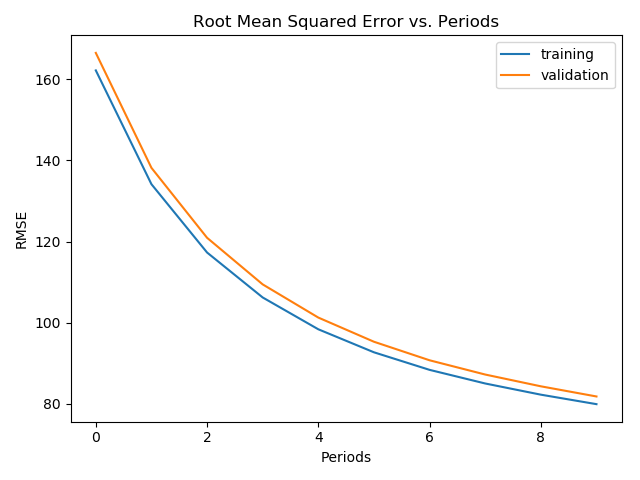 Root Mean Squared Error vs. Periods
training
validation
160
140
120
100
80
RMSE
0 2 4 6 8
Periods